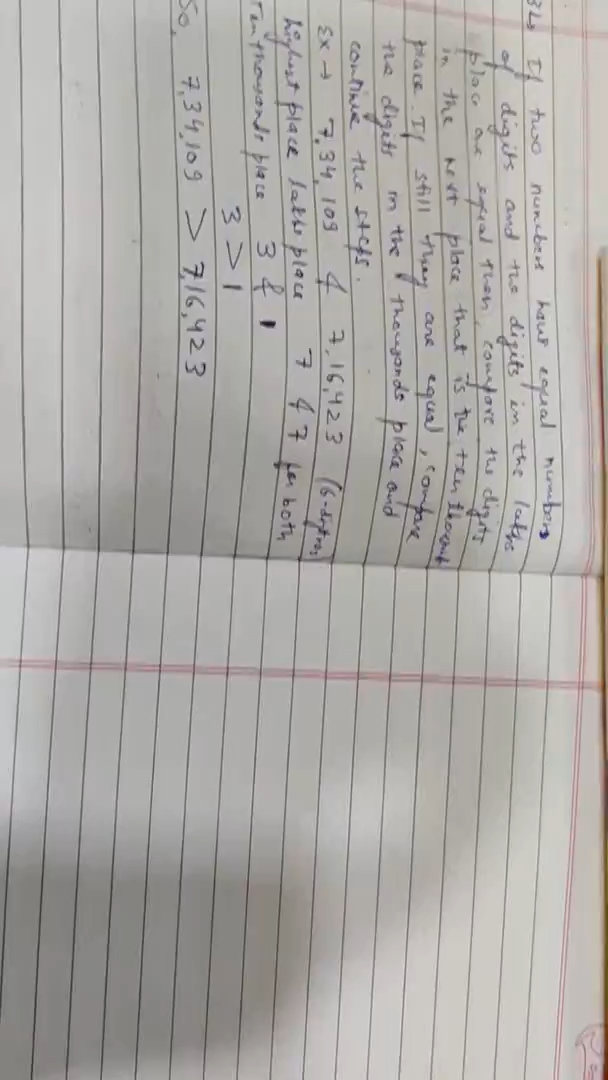 If two numbers have equal numbers
of digits and the digits in the lakhs
place are equal then, compare the digits
in the next place that is the ten thousand
place. If still they are equal, compare
the digits in the thousands place and
continue the steps.
Ex → 7,34,109 & 7,16,423 (6-digit nos)
highest place lakhs place 7 & 7 for both
Ten thousands place 3 & 1
3 > 1
So, 7,34,109 > 7,16,423